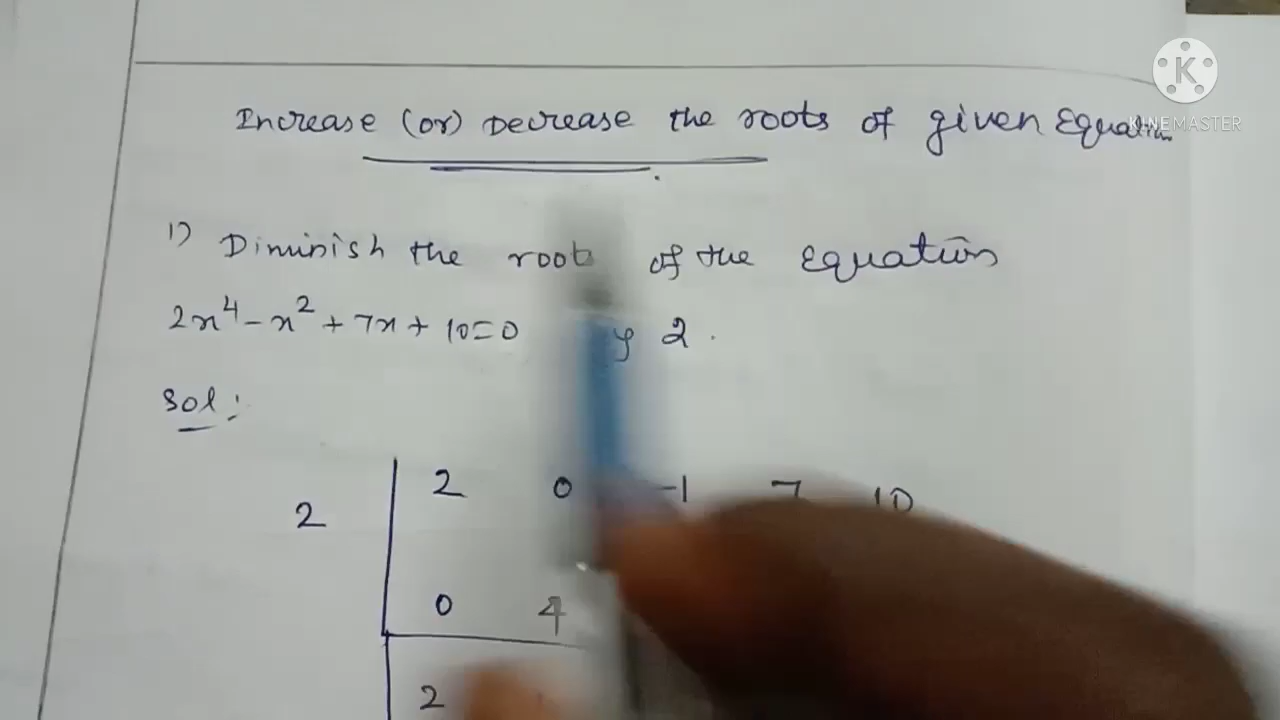 K
KINEMASTER
Increase (or) Decrease the roots of given Equation
1) Diminish the roots of the Equation
2x⁴-x²+7x+10=0 y 2.
Sol:
2 2 0 -1 7 10
0 4
2